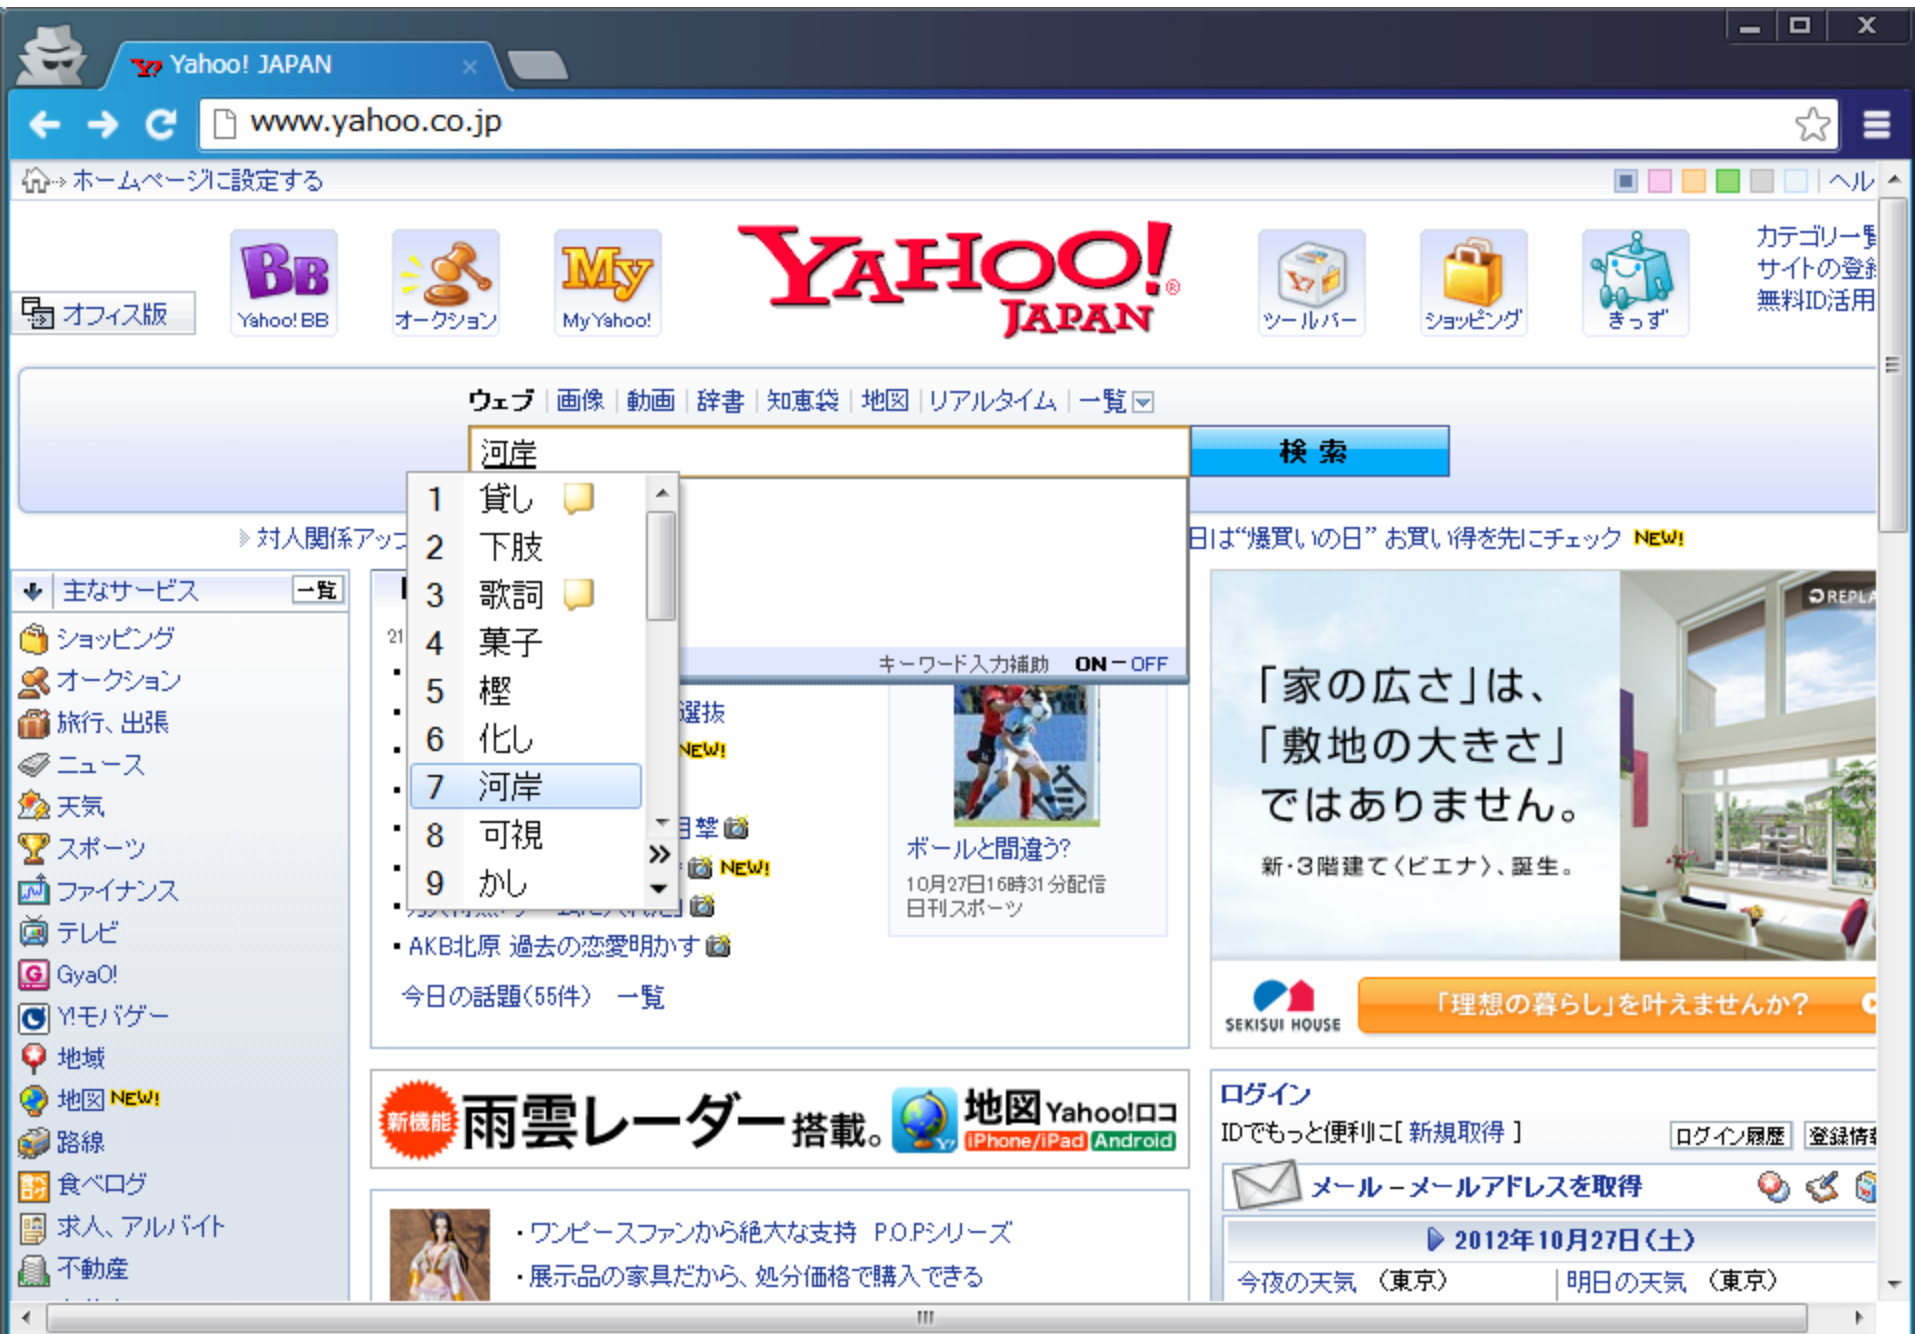 Yahoo! JAPAN
www.yahoo.co.jp
ホームページに設定する
ヘル
オフィス版
Yahoo! BB
オークション
My Yahoo!
YAHOO!
JAPAN
ツールバー
ショッピング
きっず
カテゴリー覧
サイトの登録
無料ID活用
ウェブ 画像 動画 辞書 知恵袋 地図 リアルタイム 一覧
河岸
検索
1 貸し
2 下肢
3 歌詞
4 菓子
5 樫
6 化し
7 河岸
8 可視
9 かし
キーワード入力補助 ON-OFF
対人関係アップ
日は“爆買いの日” お買い得を先にチェック NEW!
主なサービス 一覧
ショッピング
オークション
旅行、出張
ニュース
天気
スポーツ
ファイナンス
テレビ
GyaO!
Y!モバゲー
地域
地図 NEW!
路線
食べログ
求人、アルバイト
不動産
21
選抜
NEW!
目撃
NEW!
AKB北原 過去の恋愛明かす
今日の話題(55件) 一覧
ボールと間違う?
10月27日16時31分配信
日刊スポーツ
REPLA
「家の広さ」は、
「敷地の大きさ」
ではありません。
新・3階建て〈ビエナ〉、誕生。
SEKISUI HOUSE
「理想の暮らし」を叶えませんか?
新機能 雨雲レーダー搭載。 地図 Yahoo!ロコ
iPhone/iPad Android
・ワンピースファンから絶大な支持 P.O.Pシリーズ
・展示品の家具だから、処分価格で購入できる
ログイン
IDでもっと便利に[ 新規取得 ]
ログイン履歴
登録情報
メール - メールアドレスを取得
2012年10月27日(土)
今夜の天気 (東京)
明日の天気 (東京)